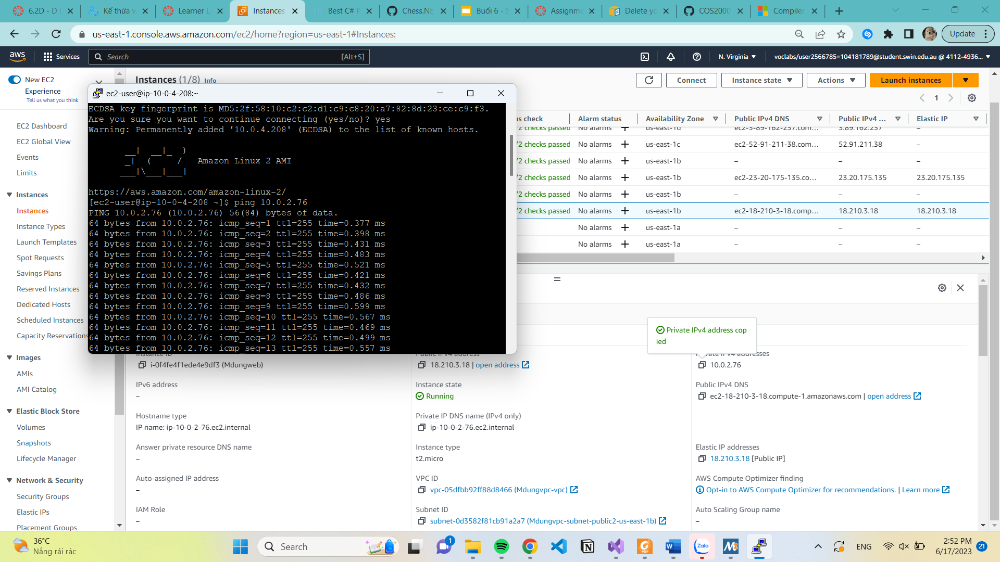 6.2D - D L
Kế thừa v
Learner L
Instances
Best C# P
Chess.NE
Buổi 6 - S
Assignme
Delete yo
COS2000
Compiler
us-east-1.console.aws.amazon.com/ec2/home?region=us-east-1#Instances:
Update
aws
Services
Search
[Alt+S]
N. Virginia
voclabs/user2566785=104181789@student.swin.edu.au @ 4112-4936...
New EC2
Experience
Tell us what you think
EC2 Dashboard
EC2 Global View
Events
Limits
Instances
Instances
Instance Types
Launch Templates
Spot Requests
Savings Plans
Reserved Instances
Dedicated Hosts
Scheduled Instances
Capacity Reservations
Images
AMIs
AMI Catalog
Elastic Block Store
Volumes
Snapshots
Lifecycle Manager
Network & Security
Security Groups
Elastic IPs
Placement Groups
Instances (1/8) Info
Connect
Instance state
Actions
Launch instances
1
us check Alarm status Availability Zone Public IPv4 DNS Public IPv4 ... Elastic IP
/2 checks passed No alarms + us-east-1d ec2-3-89-162-237.com... 3.89.162.237 –
/2 checks passed No alarms + us-east-1c ec2-52-91-211-38.com... 52.91.211.38 –
/2 checks passed No alarms + us-east-1b – – –
/2 checks passed No alarms + us-east-1b ec2-23-20-175-135.co... 23.20.175.135 23.20.175.135
/2 checks passed No alarms + us-east-1b – – –
/2 checks passed No alarms + us-east-1b ec2-18-210-3-18.comp... 18.210.3.18 18.210.3.18
No alarms + us-east-1a – – –
No alarms + us-east-1a – – –
ec2-user@ip-10-0-4-208:~
ECDSA key fingerprint is MD5:2f:58:10:c2:c2:d1:c9:c8:20:a7:82:8d:23:ce:c9:f3.
Are you sure you want to continue connecting (yes/no)? yes
Warning: Permanently added '10.0.4.208' (ECDSA) to the list of known hosts.
__|  __|_  )
_|  (     /   Amazon Linux 2 AMI
___|\___|___|
https://aws.amazon.com/amazon-linux-2/
[ec2-user@ip-10-0-4-208 ~]$ ping 10.0.2.76
PING 10.0.2.76 (10.0.2.76) 56(84) bytes of data.
64 bytes from 10.0.2.76: icmp_seq=1 ttl=255 time=0.377 ms
64 bytes from 10.0.2.76: icmp_seq=2 ttl=255 time=0.398 ms
64 bytes from 10.0.2.76: icmp_seq=3 ttl=255 time=0.431 ms
64 bytes from 10.0.2.76: icmp_seq=4 ttl=255 time=0.483 ms
64 bytes from 10.0.2.76: icmp_seq=5 ttl=255 time=0.521 ms
64 bytes from 10.0.2.76: icmp_seq=6 ttl=255 time=0.421 ms
64 bytes from 10.0.2.76: icmp_seq=7 ttl=255 time=0.432 ms
64 bytes from 10.0.2.76: icmp_seq=8 ttl=255 time=0.486 ms
64 bytes from 10.0.2.76: icmp_seq=9 ttl=255 time=0.599 ms
64 bytes from 10.0.2.76: icmp_seq=10 ttl=255 time=0.567 ms
64 bytes from 10.0.2.76: icmp_seq=11 ttl=255 time=0.469 ms
64 bytes from 10.0.2.76: icmp_seq=12 ttl=255 time=0.499 ms
64 bytes from 10.0.2.76: icmp_seq=13 ttl=255 time=0.557 ms
Private IPv4 address cop
ied
Instance ID
i-0f4fe4f1ede4e9df3 (Mdungweb)
Public IPv4 address
18.210.3.18 | open address
Private IPv4 addresses
10.0.2.76
IPv6 address
–
Instance state
Running
Public IPv4 DNS
ec2-18-210-3-18.compute-1.amazonaws.com | open address
Hostname type
IP name: ip-10-0-2-76.ec2.internal
Private IP DNS name (IPv4 only)
ip-10-0-2-76.ec2.internal
Answer private resource DNS name
–
Instance type
t2.micro
Elastic IP addresses
18.210.3.18 [Public IP]
Auto-assigned IP address
–
VPC ID
vpc-05dfbb92ff88d8466 (Mdungvpc-vpc)
AWS Compute Optimizer finding
Opt-in to AWS Compute Optimizer for recommendations. | Learn more
IAM Role
–
Subnet ID
subnet-0d3582f81cb91a2a7 (Mdungvpc-subnet-public2-us-east-1b)
Auto Scaling Group name
–
36°C
Nắng rải rác
Search
1
Zalo
ENG
2:52 PM
6/17/2023
21